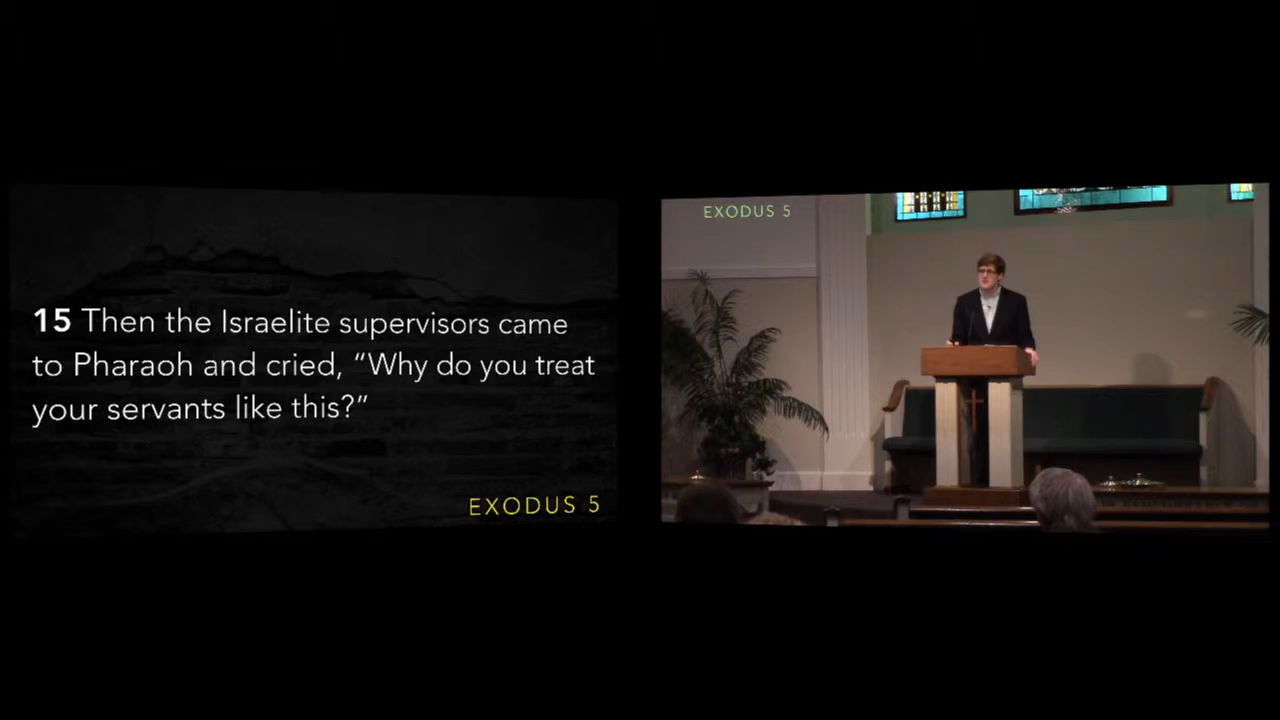 15 Then the Israelite supervisors came
to Pharaoh and cried, “Why do you treat
your servants like this?”
EXODUS 5
EXODUS 5